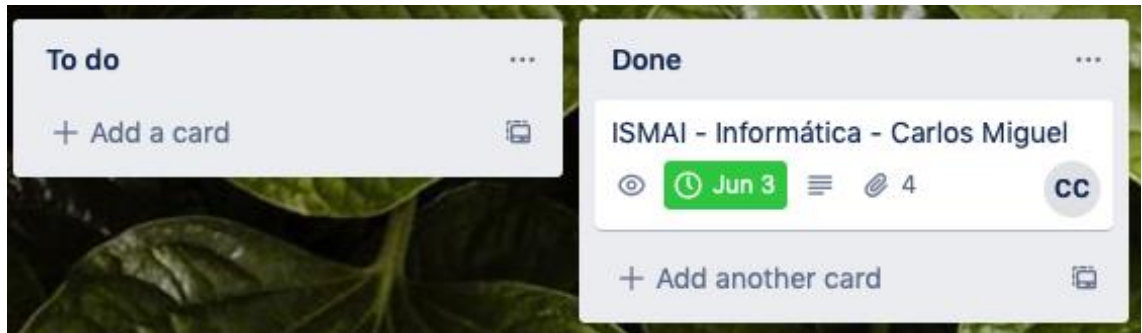 To do
Add a card
Done
ISMAI - Informática - Carlos Miguel
Jun 3
4
CC
Add another card